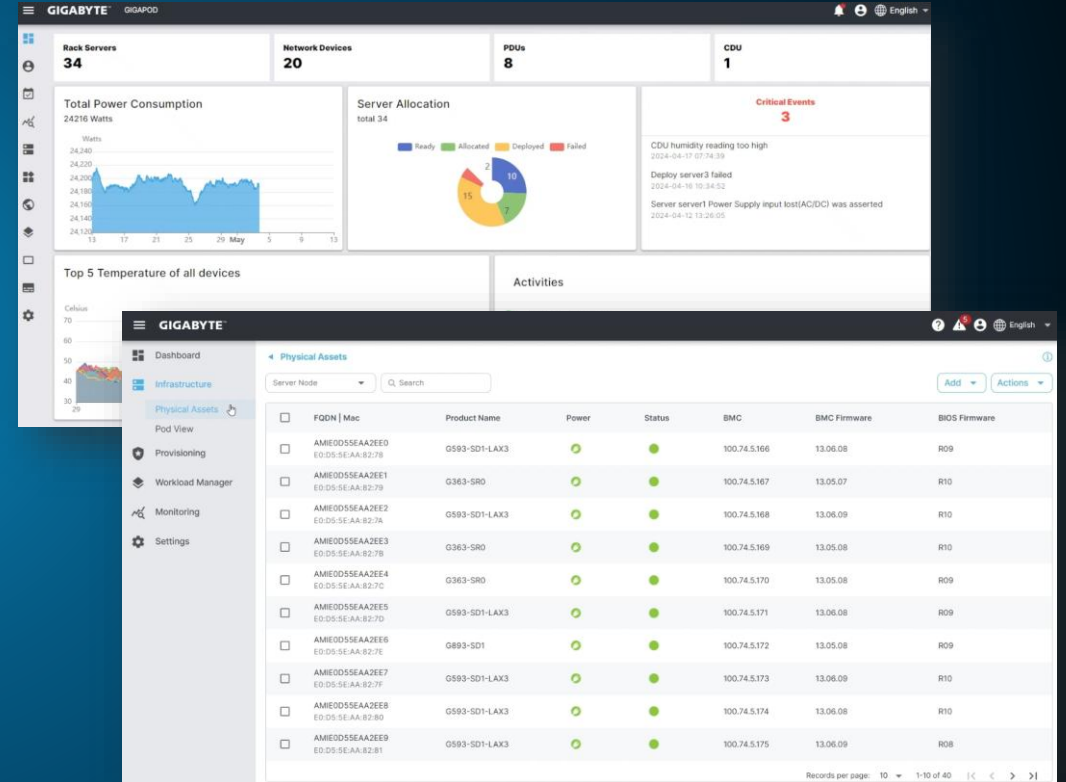 GIGABYTE™ GIGAPOD
English
Rack Servers
34
Network Devices
20
PDUs
8
CDU
1
Total Power Consumption
24216 Watts
Watts
24,240
24,220
24,200
24,180
24,160
24,140
24,120
13 17 21 25 29 May 5 9 13
Server Allocation
total 34
Ready Allocated Deployed Failed
2
10
15
7
Critical Events
3
CDU humidity reading too high
2024-04-17 07:74:39
Deploy server3 failed
2024-04-16 10:34:52
Server server1 Power Supply input lost(AC/DC) was asserted
2024-04-12 13:26:05
Top 5 Temperature of all devices
Celsius
70
60
50
40
30
29
Activities
GIGABYTE™
5
English
Dashboard
Infrastructure
Physical Assets
Pod View
Provisioning
Workload Manager
Monitoring
Settings
Physical Assets
Server Node
Search
Add
Actions
FQDN | Mac Product Name Power Status BMC BMC Firmware BIOS Firmware
AMIE0D55EAA2EE0
E0:D5:5E:AA:82:78
G593-SD1-LAX3 100.74.5.166 13.06.08 R09
AMIE0D55EAA2EE1
E0:D5:5E:AA:82:79
G363-SR0 100.74.5.167 13.05.07 R10
AMIE0D55EAA2EE2
E0:D5:5E:AA:82:7A
G593-SD1-LAX3 100.74.5.168 13.06.09 R10
AMIE0D55EAA2EE3
E0:D5:5E:AA:82:7B
G363-SR0 100.74.5.169 13.05.08 R10
AMIE0D55EAA2EE4
E0:D5:5E:AA:82:7C
G363-SR0 100.74.5.170 13.05.08 R09
AMIE0D55EAA2EE5
E0:D5:5E:AA:82:7D
G593-SD1-LAX3 100.74.5.171 13.06.08 R09
AMIE0D55EAA2EE6
E0:D5:5E:AA:82:7E
G893-SD1 100.74.5.172 13.05.08 R09
AMIE0D55EAA2EE7
E0:D5:5E:AA:82:7F
G593-SD1-LAX3 100.74.5.173 13.06.09 R10
AMIE0D55EAA2EE8
E0:D5:5E:AA:82:80
G593-SD1-LAX3 100.74.5.174 13.06.08 R10
AMIE0D55EAA2EE9
E0:D5:5E:AA:82:81
G593-SD1-LAX3 100.74.5.175 13.06.09 R08
Records per page: 10 1-10 of 40